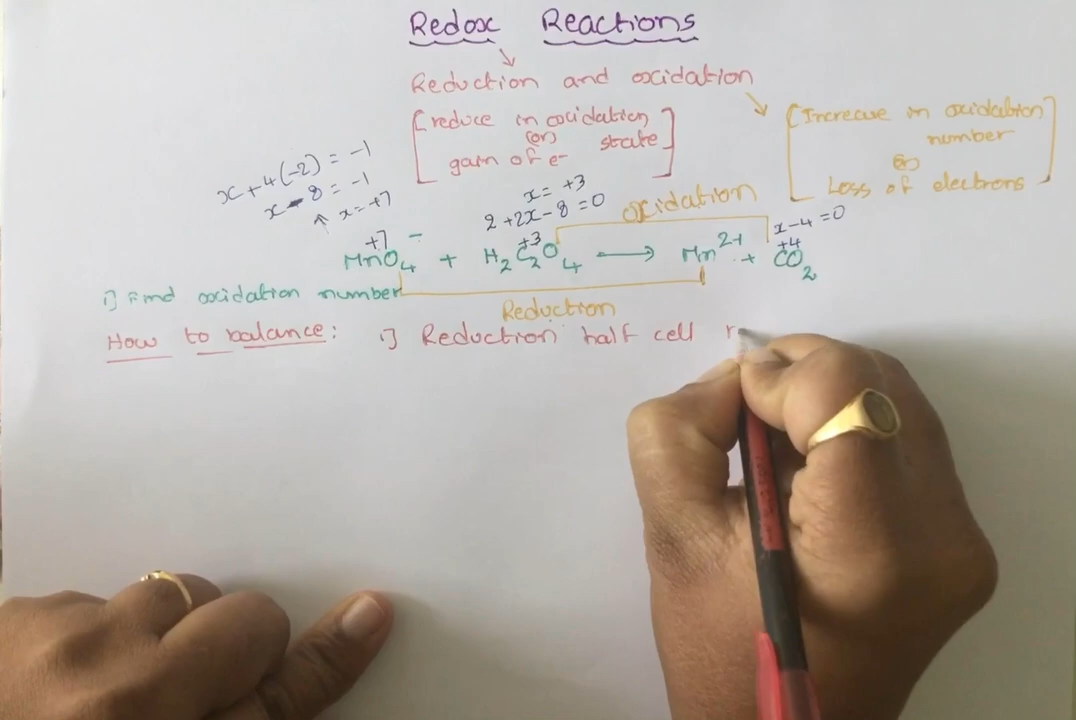 Redox Reactions
↓
Reduction and oxidation
[reduce in oxidation
(or) state]
gain of e-
[Increase in oxidation
number
(or)
Loss of electrons]
x+4(-2) = -1
x-8 = -1
↑ x=+7
x= +3
2+2x-8=0
oxidation
x-4=0
+7 +3 +4
MnO4- + H2C2O4 → Mn2+ + CO2
1) Find oxidation number
Reduction
How to balance: 1) Reduction half cell r